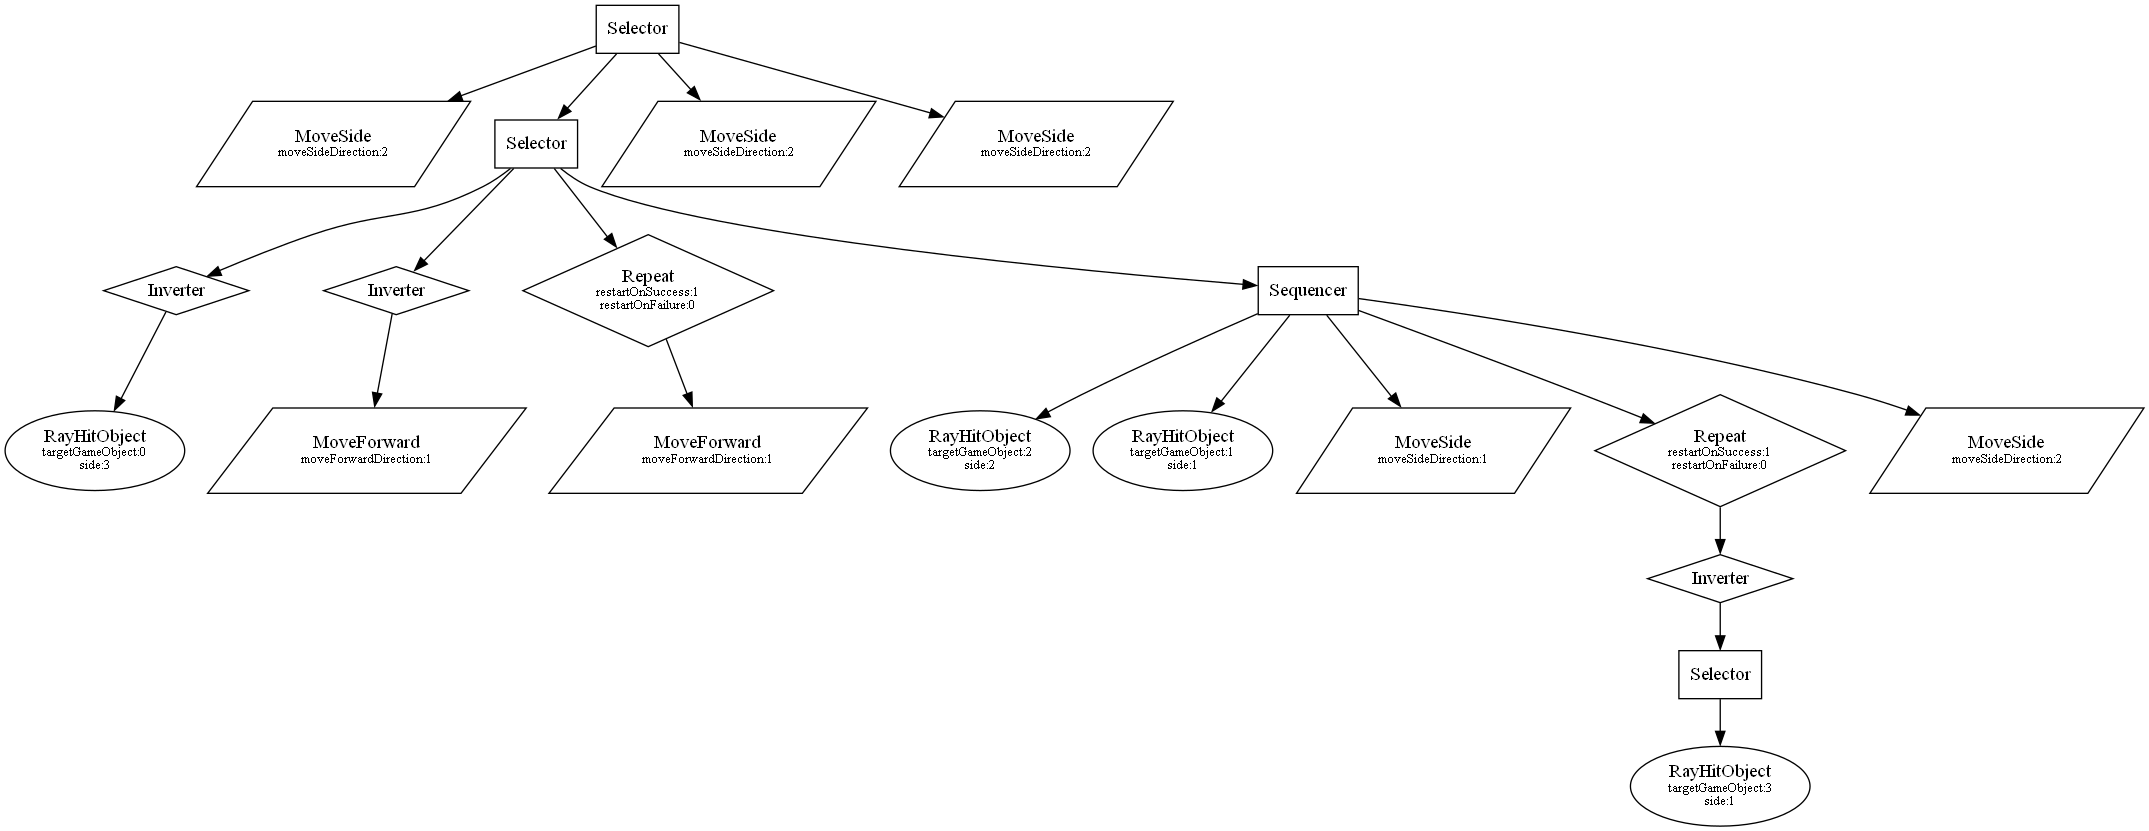 Selector
MoveSide
moveSideDirection:2
Selector
MoveSide
moveSideDirection:2
MoveSide
moveSideDirection:2
Inverter
Inverter
Repeat
restartOnSuccess:1
restartOnFailure:0
Sequencer
RayHitObject
targetGameObject:0
side:3
MoveForward
moveForwardDirection:1
MoveForward
moveForwardDirection:1
RayHitObject
targetGameObject:2
side:2
RayHitObject
targetGameObject:1
side:1
MoveSide
moveSideDirection:1
Repeat
restartOnSuccess:1
restartOnFailure:0
MoveSide
moveSideDirection:2
Inverter
Selector
RayHitObject
targetGameObject:3
side:1